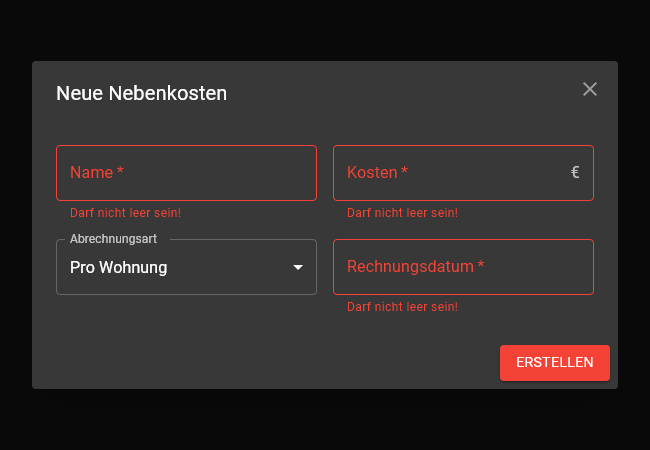 Neue Nebenkosten
Name *
Kosten *
€
Darf nicht leer sein!
Darf nicht leer sein!
Abrechnungsart
Pro Wohnung
Rechnungsdatum *
Darf nicht leer sein!
ERSTELLEN